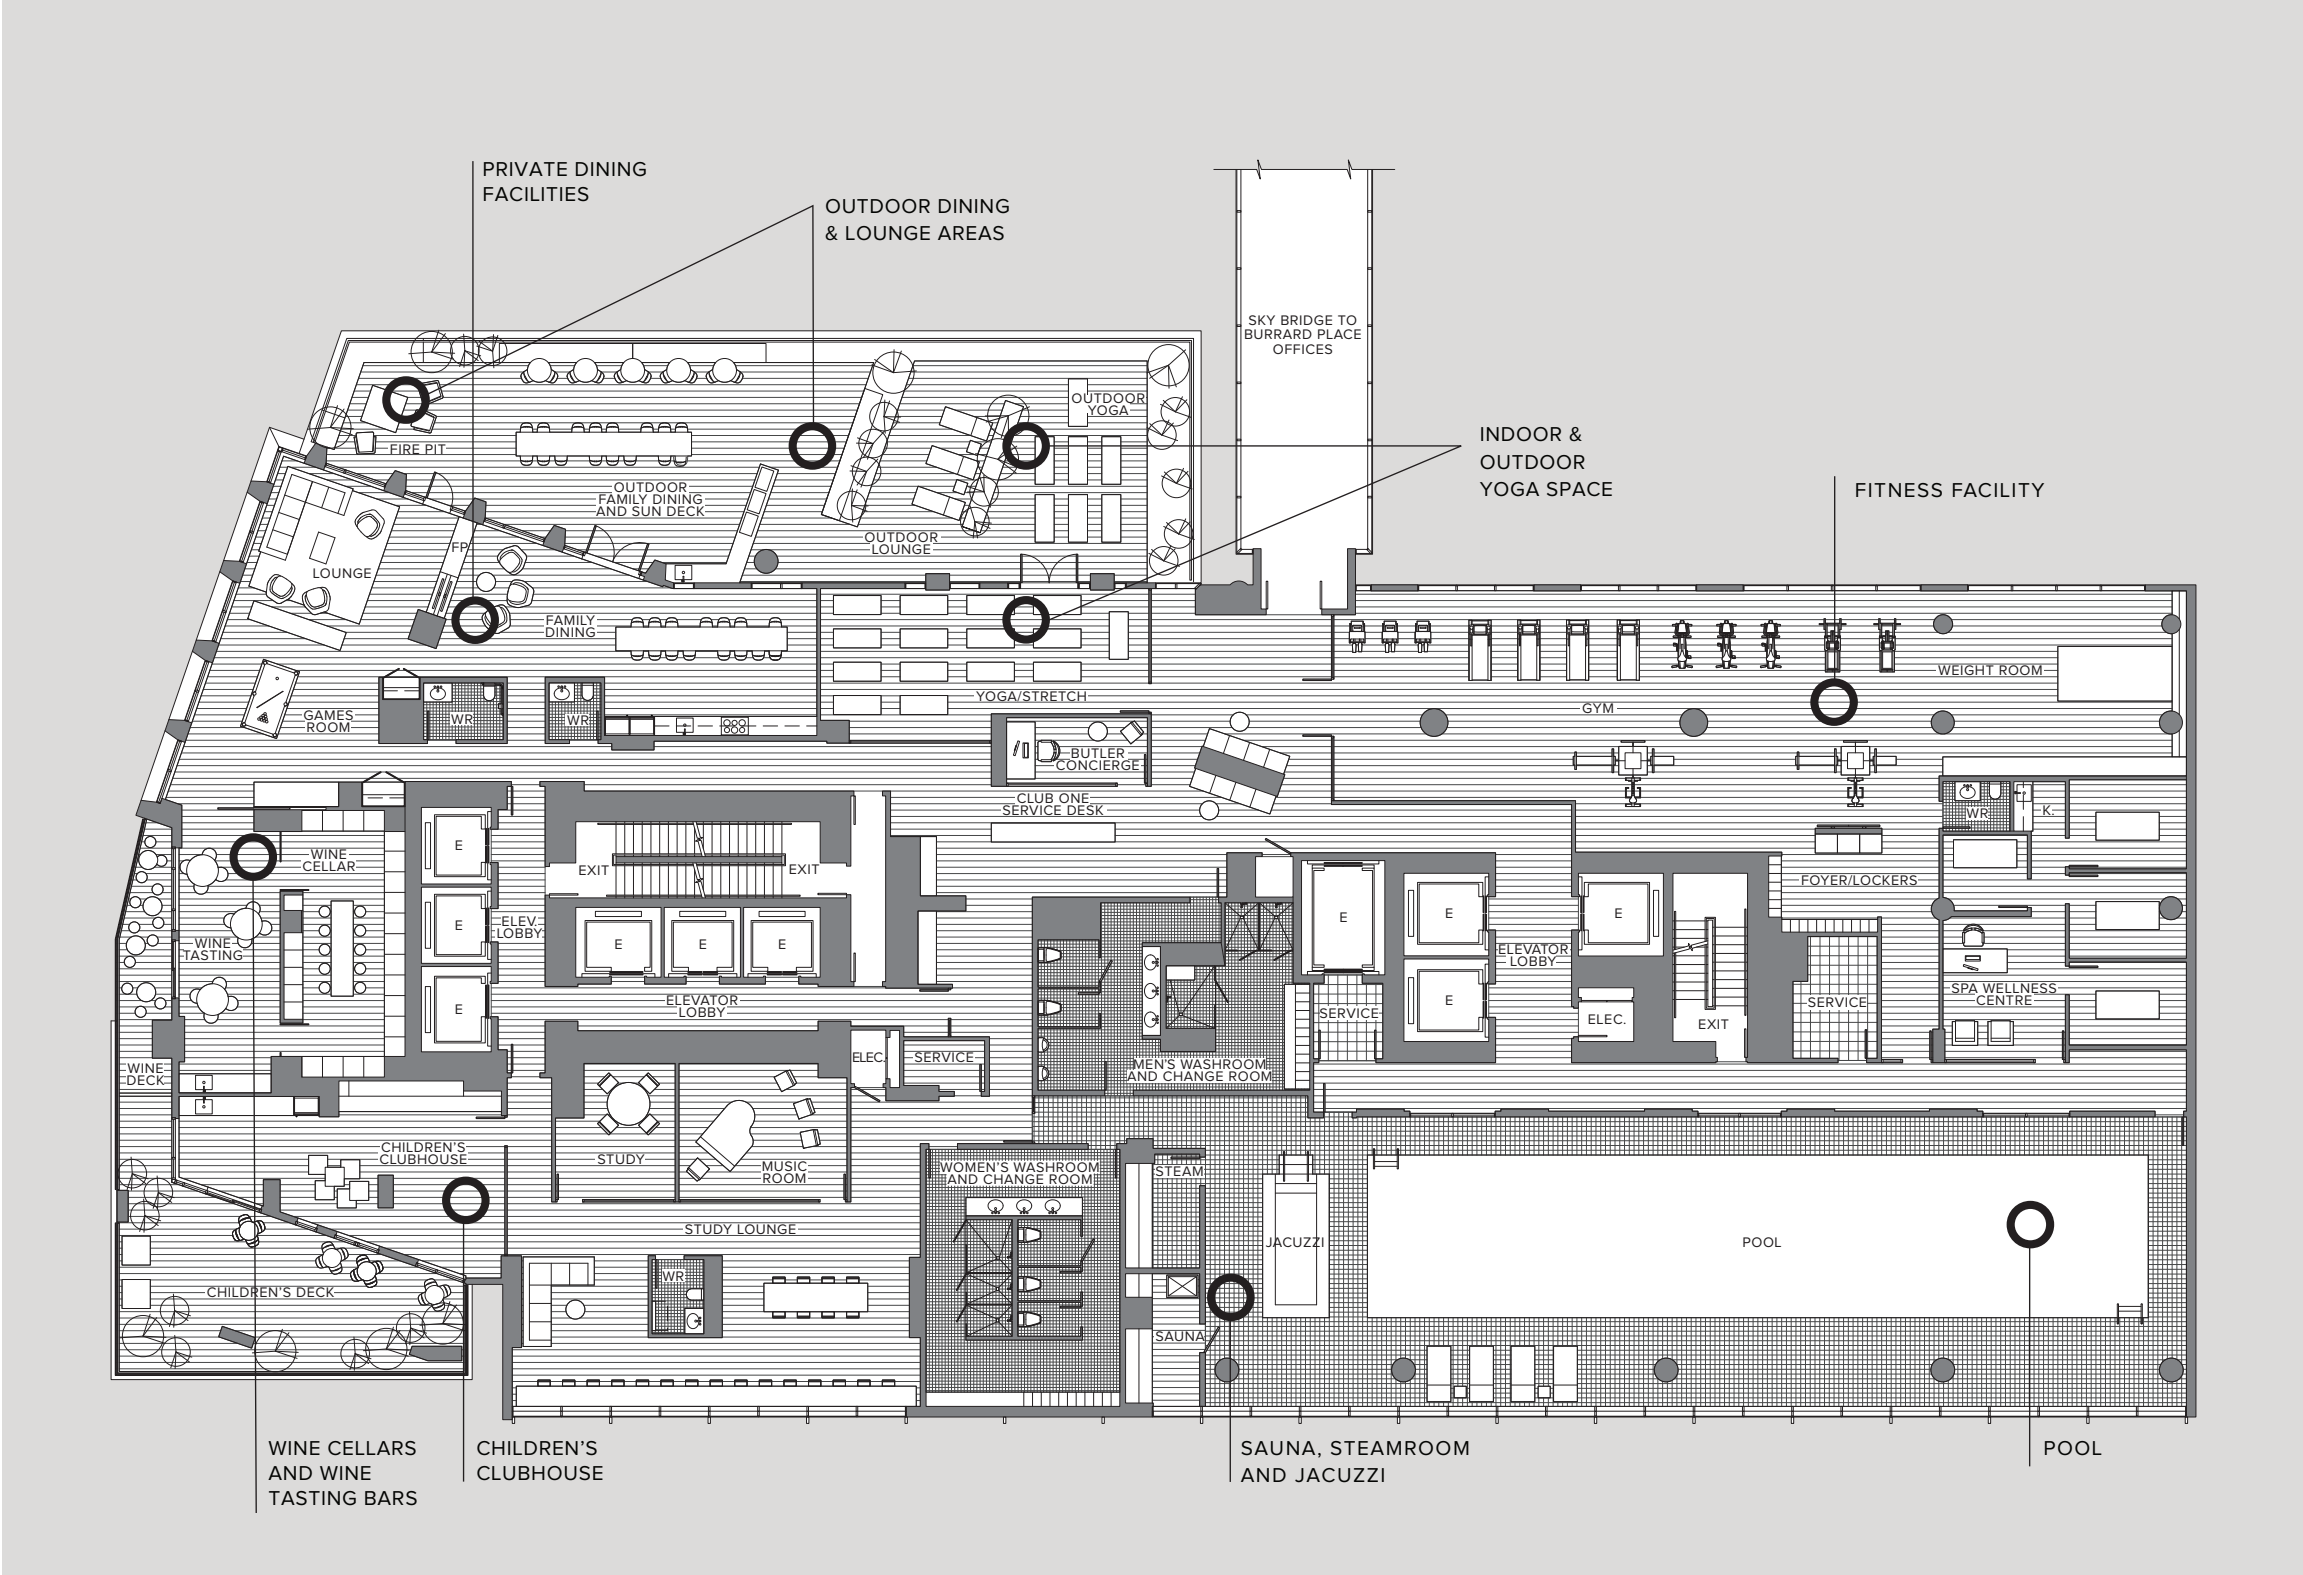 PRIVATE DINING
FACILITIES
OUTDOOR DINING
& LOUNGE AREAS
SKY BRIDGE TO
BURRARD PLACE
OFFICES
INDOOR &
OUTDOOR
YOGA SPACE
FITNESS FACILITY
OUTDOOR
YOGA
FIRE PIT
OUTDOOR
FAMILY DINING
AND SUN DECK
OUTDOOR
LOUNGE
FP
LOUNGE
FAMILY
DINING
YOGA/STRETCH
WEIGHT ROOM
GYM
GAMES
ROOM
WR
WR
BUTLER
CONCIERGE
CLUB ONE
SERVICE DESK
WR
K.
WINE
CELLAR
E
EXIT
EXIT
FOYER/LOCKERS
WINE
TASTING
E
ELEV.
LOBBY
E
E
E
E
E
E
ELEVATOR
LOBBY
E
E
ELEVATOR
LOBBY
SPA WELLNESS
CENTRE
SERVICE
SERVICE
ELEC.
EXIT
WINE
DECK
ELEC.
SERVICE
MEN'S WASHROOM
AND CHANGE ROOM
CHILDREN'S
CLUBHOUSE
STUDY
MUSIC
ROOM
WOMEN'S WASHROOM
AND CHANGE ROOM
STEAM
STUDY LOUNGE
JACUZZI
POOL
WR
CHILDREN'S DECK
SAUNA
WINE CELLARS
AND WINE
TASTING BARS
CHILDREN'S
CLUBHOUSE
SAUNA, STEAMROOM
AND JACUZZI
POOL